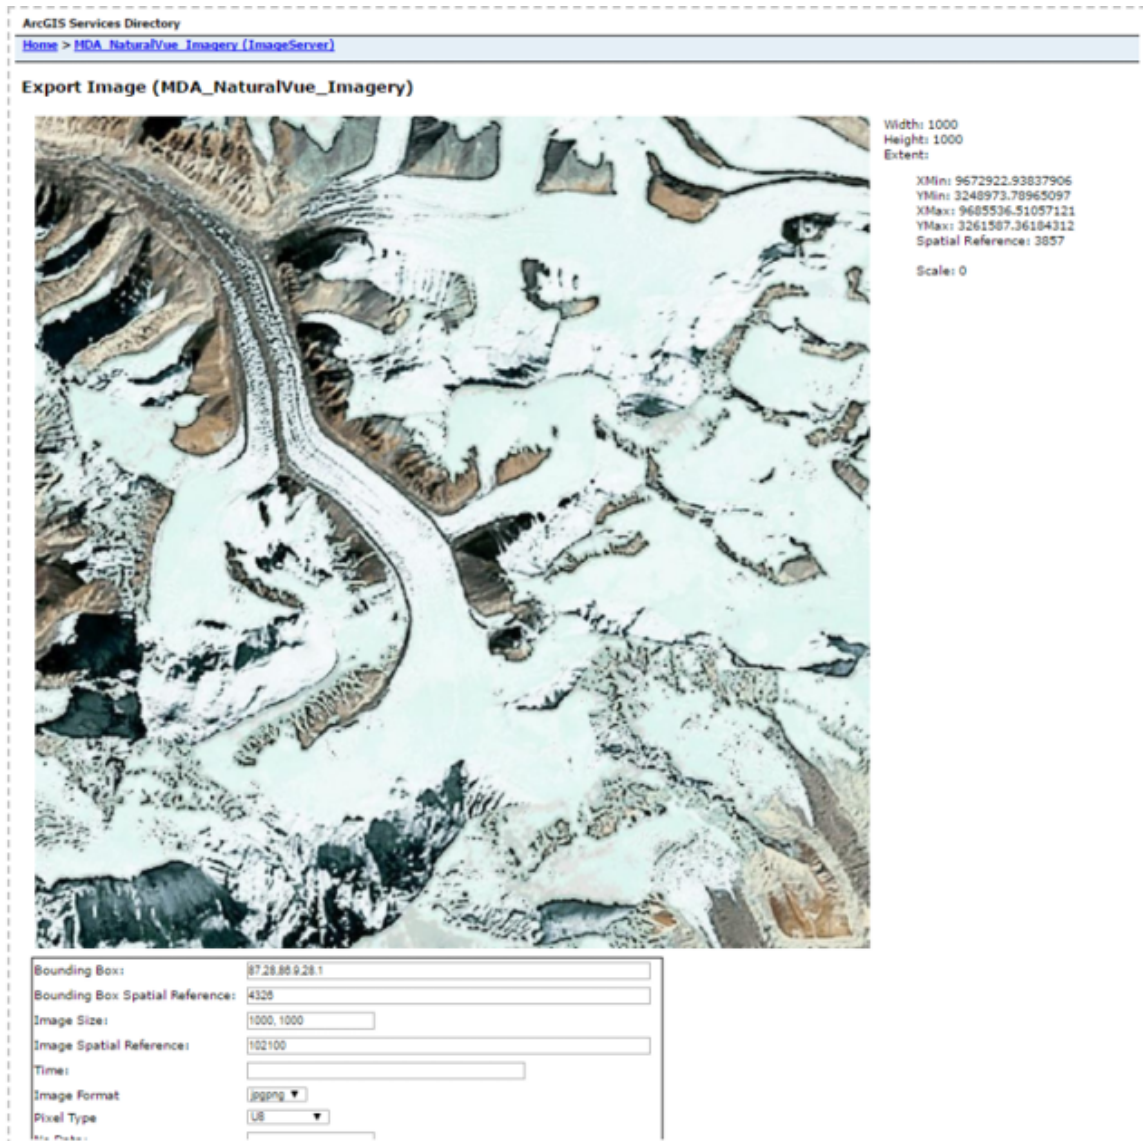 ArcGIS Services Directory
Home > MDA_NaturalVue_Imagery (ImageServer)
Export Image (MDA_NaturalVue_Imagery)
Width: 1000
Height: 1000
Extent:
XMin: 9672922.93837906
YMin: 3248973.78965097
XMax: 9685536.51057121
YMax: 3261587.36184312
Spatial Reference: 3857
Scale: 0
Bounding Box: 87,28,86.9,28.1
Bounding Box Spatial Reference: 4326
Image Size: 1000, 1000
Image Spatial Reference: 102100
Time:
Image Format jpgpng ▼
Pixel Type U8 ▼